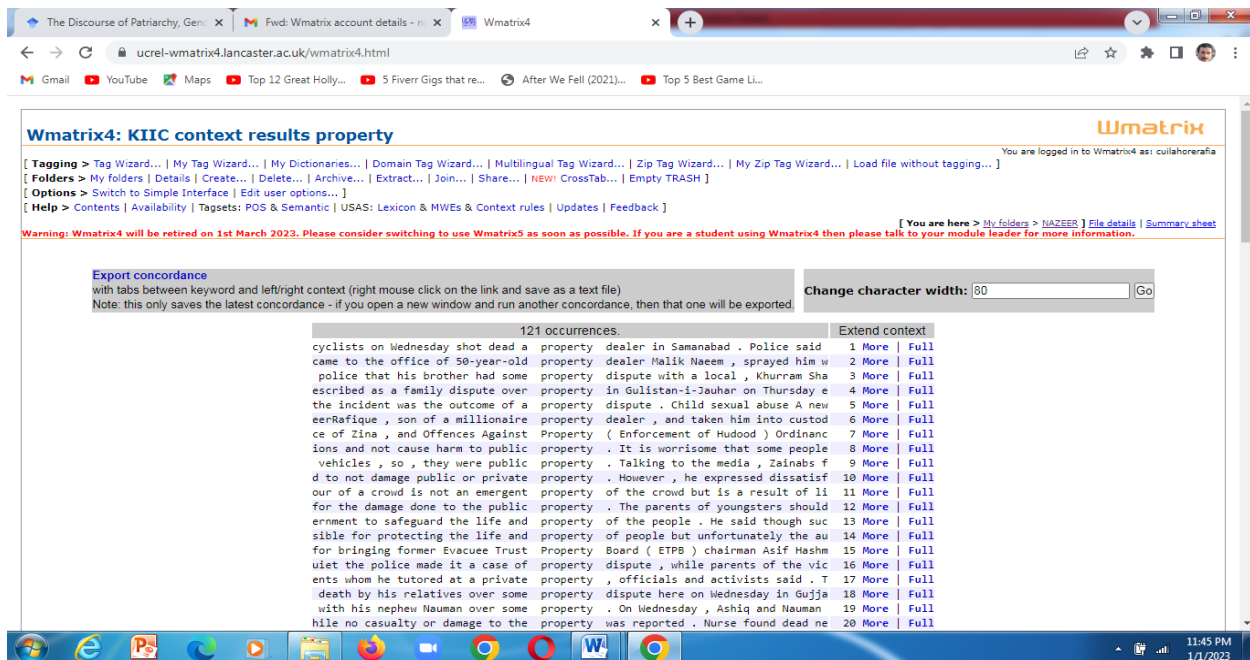 The Discourse of Patriarchy, Genc
Fwd: Wmatrix account details - n
Wmatrix4
ucrel-wmatrix4.lancaster.ac.uk/wmatrix4.html
Gmail YouTube Maps Top 12 Great Holly... 5 Fiverr Gigs that re... After We Fell (2021)... Top 5 Best Game Li...
Wmatrix4: KIIC context results property
Wmatrix
You are logged in to Wmatrix4 as: cuilahorerafia
[ Tagging > Tag Wizard... | My Tag Wizard... | My Dictionaries... | Domain Tag Wizard... | Multilingual Tag Wizard... | Zip Tag Wizard... | My Zip Tag Wizard... | Load file without tagging... ]
[ Folders > My folders | Details | Create... | Delete... | Archive... | Extract... | Join... | Share... | NEW! CrossTab... | Empty TRASH ]
[ Options > Switch to Simple Interface | Edit user options... ]
[ Help > Contents | Availability | Tagsets: POS & Semantic | USAS: Lexicon & MWEs & Context rules | Updates | Feedback ]
[ You are here > My folders > NAZEER ] File details | Summary sheet
Warning: Wmatrix4 will be retired on 1st March 2023. Please consider switching to use Wmatrix5 as soon as possible. If you are a student using Wmatrix4 then please talk to your module leader for more information.
Export concordance
with tabs between keyword and left/right context (right mouse click on the link and save as a text file)
Note: this only saves the latest concordance - if you open a new window and run another concordance, then that one will be exported.
Change character width: 80 Go
121 occurrences. Extend context
cyclists on Wednesday shot dead a property dealer in Samanabad . Police said 1 More | Full
came to the office of 50-year-old property dealer Malik Naeem , sprayed him w 2 More | Full
police that his brother had some property dispute with a local , Khurram Sha 3 More | Full
escribed as a family dispute over property in Gulistan-i-Jauhar on Thursday e 4 More | Full
the incident was the outcome of a property dispute . Child sexual abuse A new 5 More | Full
eerRafique , son of a millionaire property dealer , and taken him into custod 6 More | Full
ce of Zina , and Offences Against Property ( Enforcement of Hudood ) Ordinanc 7 More | Full
ions and not cause harm to public property . It is worrisome that some people 8 More | Full
vehicles , so , they were public property . Talking to the media , Zainabs f 9 More | Full
d to not damage public or private property . However , he expressed dissatisf 10 More | Full
our of a crowd is not an emergent property of the crowd but is a result of li 11 More | Full
for the damage done to the public property . The parents of youngsters should 12 More | Full
ernment to safeguard the life and property of the people . He said though suc 13 More | Full
sible for protecting the life and property of people but unfortunately the au 14 More | Full
for bringing former Evacuee Trust Property Board ( ETPB ) chairman Asif Hashm 15 More | Full
uiet the police made it a case of property dispute , while parents of the vic 16 More | Full
ents whom he tutored at a private property , officials and activists said . T 17 More | Full
death by his relatives over some property dispute here on Wednesday in Gujja 18 More | Full
with his nephew Nauman over some property . On Wednesday , Ashiq and Nauman 19 More | Full
hile no casualty or damage to the property was reported . Nurse found dead ne 20 More | Full
11:45 PM
1/1/2023